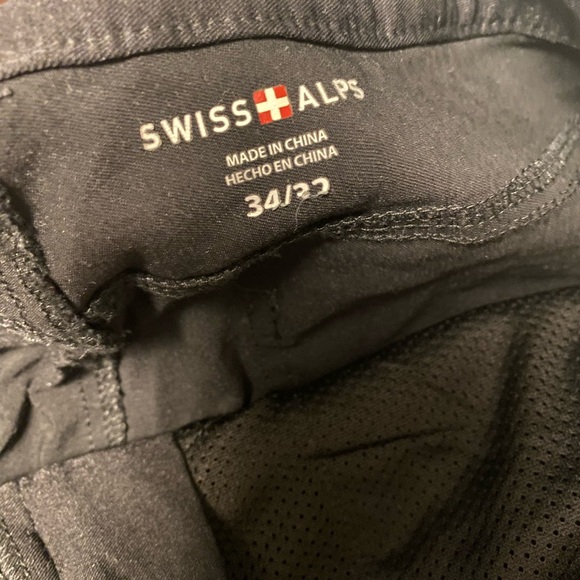 SWISS ALPS
MADE IN CHINA
HECHO EN CHINA
34/32